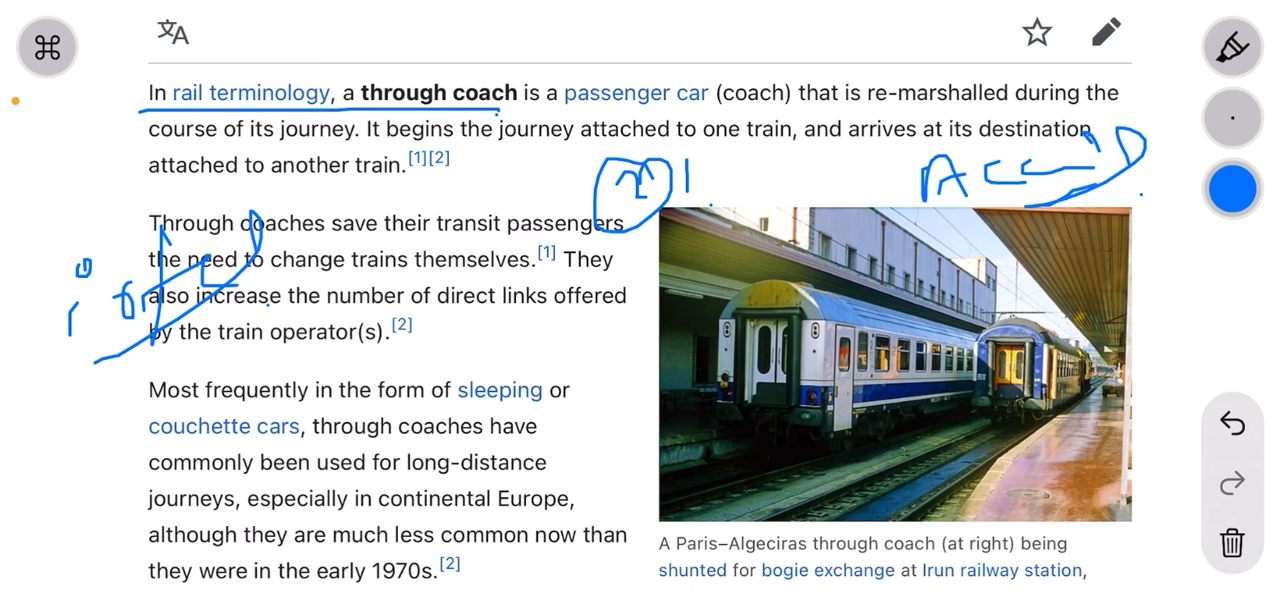 In rail terminology, a through coach is a passenger car (coach) that is re-marshalled during the
course of its journey. It begins the journey attached to one train, and arrives at its destination
attached to another train.[1][2]
Through coaches save their transit passengers
the need to change trains themselves.[1] They
also increase the number of direct links offered
by the train operator(s).[2]
Most frequently in the form of sleeping or
couchette cars, through coaches have
commonly been used for long-distance
journeys, especially in continental Europe,
although they are much less common now than
they were in the early 1970s.[2]
A Paris–Algeciras through coach (at right) being
shunted for bogie exchange at Irun railway station,